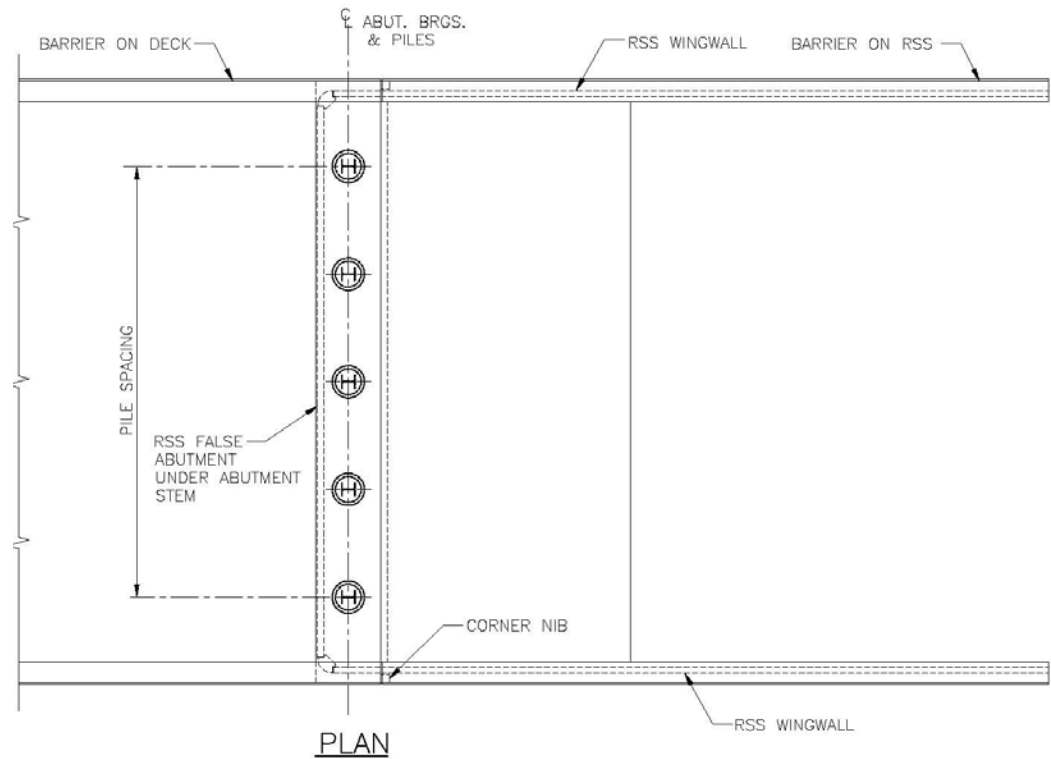 ℄ ABUT. BRGS.
& PILES
BARRIER ON DECK
RSS WINGWALL
BARRIER ON RSS
PILE SPACING
RSS FALSE
ABUTMENT
UNDER ABUTMENT
STEM
H
H
H
H
H
CORNER NIB
RSS WINGWALL
PLAN